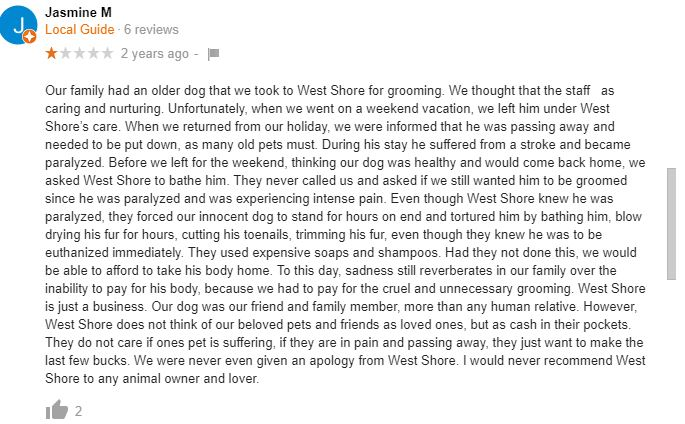 J
Jasmine M
Local Guide · 6 reviews
2 years ago -
Our family had an older dog that we took to West Shore for grooming. We thought that the staff as
caring and nurturing. Unfortunately, when we went on a weekend vacation, we left him under West
Shore's care. When we returned from our holiday, we were informed that he was passing away and
needed to be put down, as many old pets must. During his stay he suffered from a stroke and became
paralyzed. Before we left for the weekend, thinking our dog was healthy and would come back home, we
asked West Shore to bathe him. They never called us and asked if we still wanted him to be groomed
since he was paralyzed and was experiencing intense pain. Even though West Shore knew he was
paralyzed, they forced our innocent dog to stand for hours on end and tortured him by bathing him, blow
drying his fur for hours, cutting his toenails, trimming his fur, even though they knew he was to be
euthanized immediately. They used expensive soaps and shampoos. Had they not done this, we would
be able to afford to take his body home. To this day, sadness still reverberates in our family over the
inability to pay for his body, because we had to pay for the cruel and unnecessary grooming. West Shore
is just a business. Our dog was our friend and family member, more than any human relative. However,
West Shore does not think of our beloved pets and friends as loved ones, but as cash in their pockets.
They do not care if ones pet is suffering, if they are in pain and passing away, they just want to make the
last few bucks. We were never even given an apology from West Shore. I would never recommend West
Shore to any animal owner and lover.
2